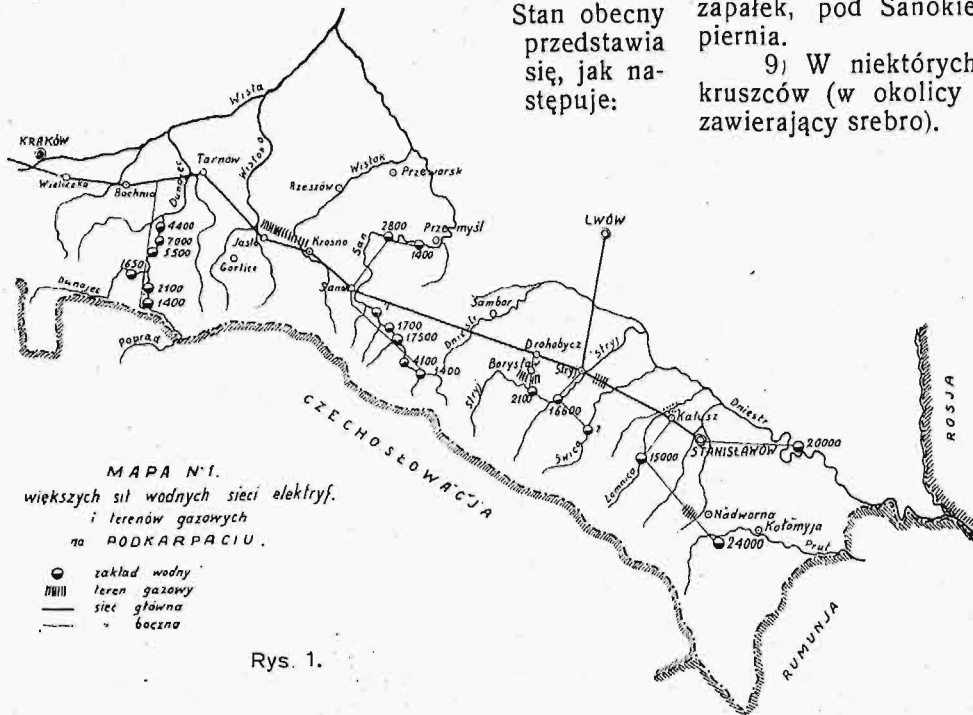 Stan obecny
przedstawia
się, jak na-
stępuje:
zapałek, pod Sanokie
piernia.
9) W niektórych
kruszców (w okolicy
zawierający srebro).
KRAKÓW
Wieliczka
Bochnia
Tarnów
Wisła
Dunajec
Wisłoka
Rzeszów
Wisłok
Przeworsk
4400
7000
5500
1650
2100
1400
Dunajec
Poprad
Jasło
Gorlice
Krosno
San
2800
Przemyśl
1400
Sanok
LWÓW
1700
17500
4100
1400
Dniestr
Sambor
Drohobycz
Borysław
Stryj
Stryj
Stryj
2100
16600
Świca
?
Kałusz
Dniestr
STANISŁAWÓW
20000
15000
Łomnica
Nadwórna
Kołomyja
24000
Prut
ROSJA
RUMUNJA
CZECHOSŁOWACJA
MAPA Nr 1.
większych sił wodnych sieci elektryf.
i terenów gazowych
na PODKARPACIU.
zakład wodny
teren gazowy
sieć główna
" boczna
Rys. 1.